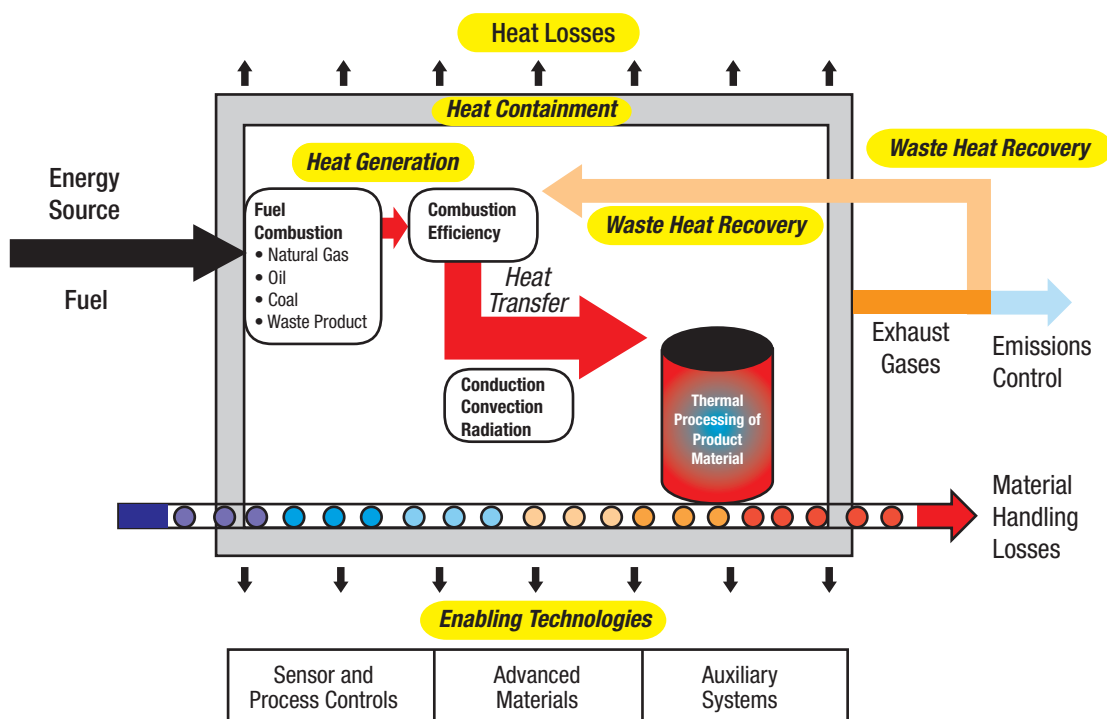 Heat Losses
Heat Containment
Waste Heat Recovery
Heat Generation
Energy
Source
Fuel
Fuel
Combustion
• Natural Gas
• Oil
• Coal
• Waste Product
Combustion
Efficiency
Waste Heat Recovery
Heat
Transfer
Exhaust
Gases
Emissions
Control
Conduction
Convection
Radiation
Thermal
Processing of
Product
Material
Material
Handling
Losses
Enabling Technologies
Sensor and
Process Controls
Advanced
Materials
Auxiliary
Systems